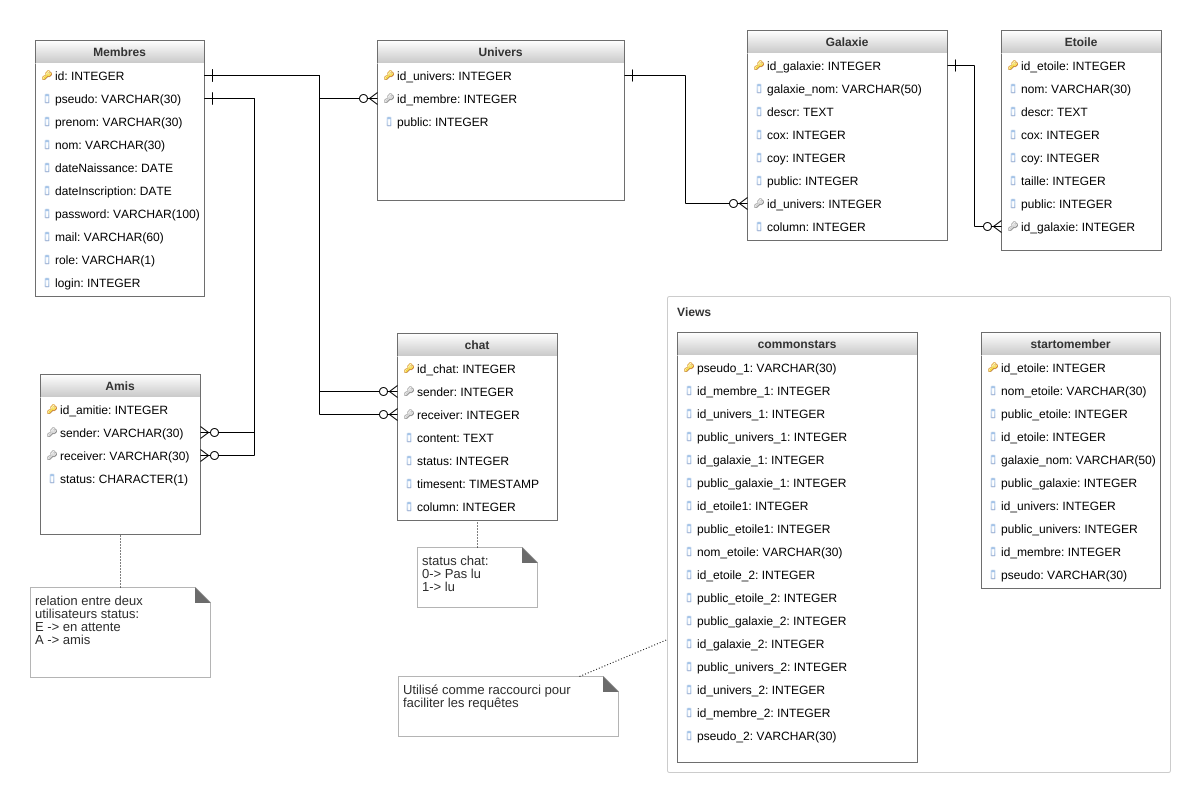 Membres
id: INTEGER
pseudo: VARCHAR(30)
prenom: VARCHAR(30)
nom: VARCHAR(30)
dateNaissance: DATE
dateInscription: DATE
password: VARCHAR(100)
mail: VARCHAR(60)
role: VARCHAR(1)
login: INTEGER
Univers
id_univers: INTEGER
id_membre: INTEGER
public: INTEGER
Galaxie
id_galaxie: INTEGER
galaxie_nom: VARCHAR(50)
descr: TEXT
cox: INTEGER
coy: INTEGER
public: INTEGER
id_univers: INTEGER
column: INTEGER
Etoile
id_etoile: INTEGER
nom: VARCHAR(30)
descr: TEXT
cox: INTEGER
coy: INTEGER
taille: INTEGER
public: INTEGER
id_galaxie: INTEGER
Amis
id_amitie: INTEGER
sender: VARCHAR(30)
receiver: VARCHAR(30)
status: CHARACTER(1)
relation entre deux
utilisateurs status:
E -> en attente
A -> amis
chat
id_chat: INTEGER
sender: INTEGER
receiver: INTEGER
content: TEXT
status: INTEGER
timesent: TIMESTAMP
column: INTEGER
status chat:
0-> Pas lu
1-> lu
Utilisé comme raccourci pour
faciliter les requêtes
Views
commonstars
pseudo_1: VARCHAR(30)
id_membre_1: INTEGER
id_univers_1: INTEGER
public_univers_1: INTEGER
id_galaxie_1: INTEGER
public_galaxie_1: INTEGER
id_etoile1: INTEGER
public_etoile1: INTEGER
nom_etoile: VARCHAR(30)
id_etoile_2: INTEGER
public_etoile_2: INTEGER
public_galaxie_2: INTEGER
id_galaxie_2: INTEGER
public_univers_2: INTEGER
id_univers_2: INTEGER
id_membre_2: INTEGER
pseudo_2: VARCHAR(30)
startomember
id_etoile: INTEGER
nom_etoile: VARCHAR(30)
public_etoile: INTEGER
id_etoile: INTEGER
galaxie_nom: VARCHAR(50)
public_galaxie: INTEGER
id_univers: INTEGER
public_univers: INTEGER
id_membre: INTEGER
pseudo: VARCHAR(30)